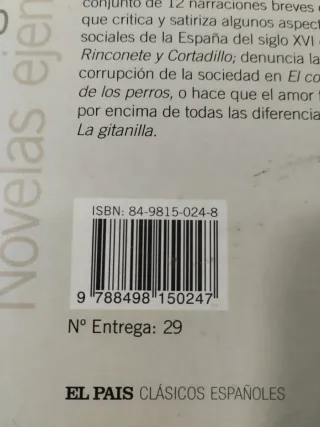 conjunto de 12 narraciones breves
que critica y satiriza algunos aspect
sociales de la España del siglo XVI
Rinconete y Cortadillo; denuncia la
corrupción de la sociedad en El co
de los perros, o hace que el amor
por encima de todas las diferencia
La gitanilla.
Novelas ejem
ISBN: 84-9815-024-8
9 788498 150247
Nº Entrega: 29
EL PAIS CLÁSICOS ESPAÑOLES